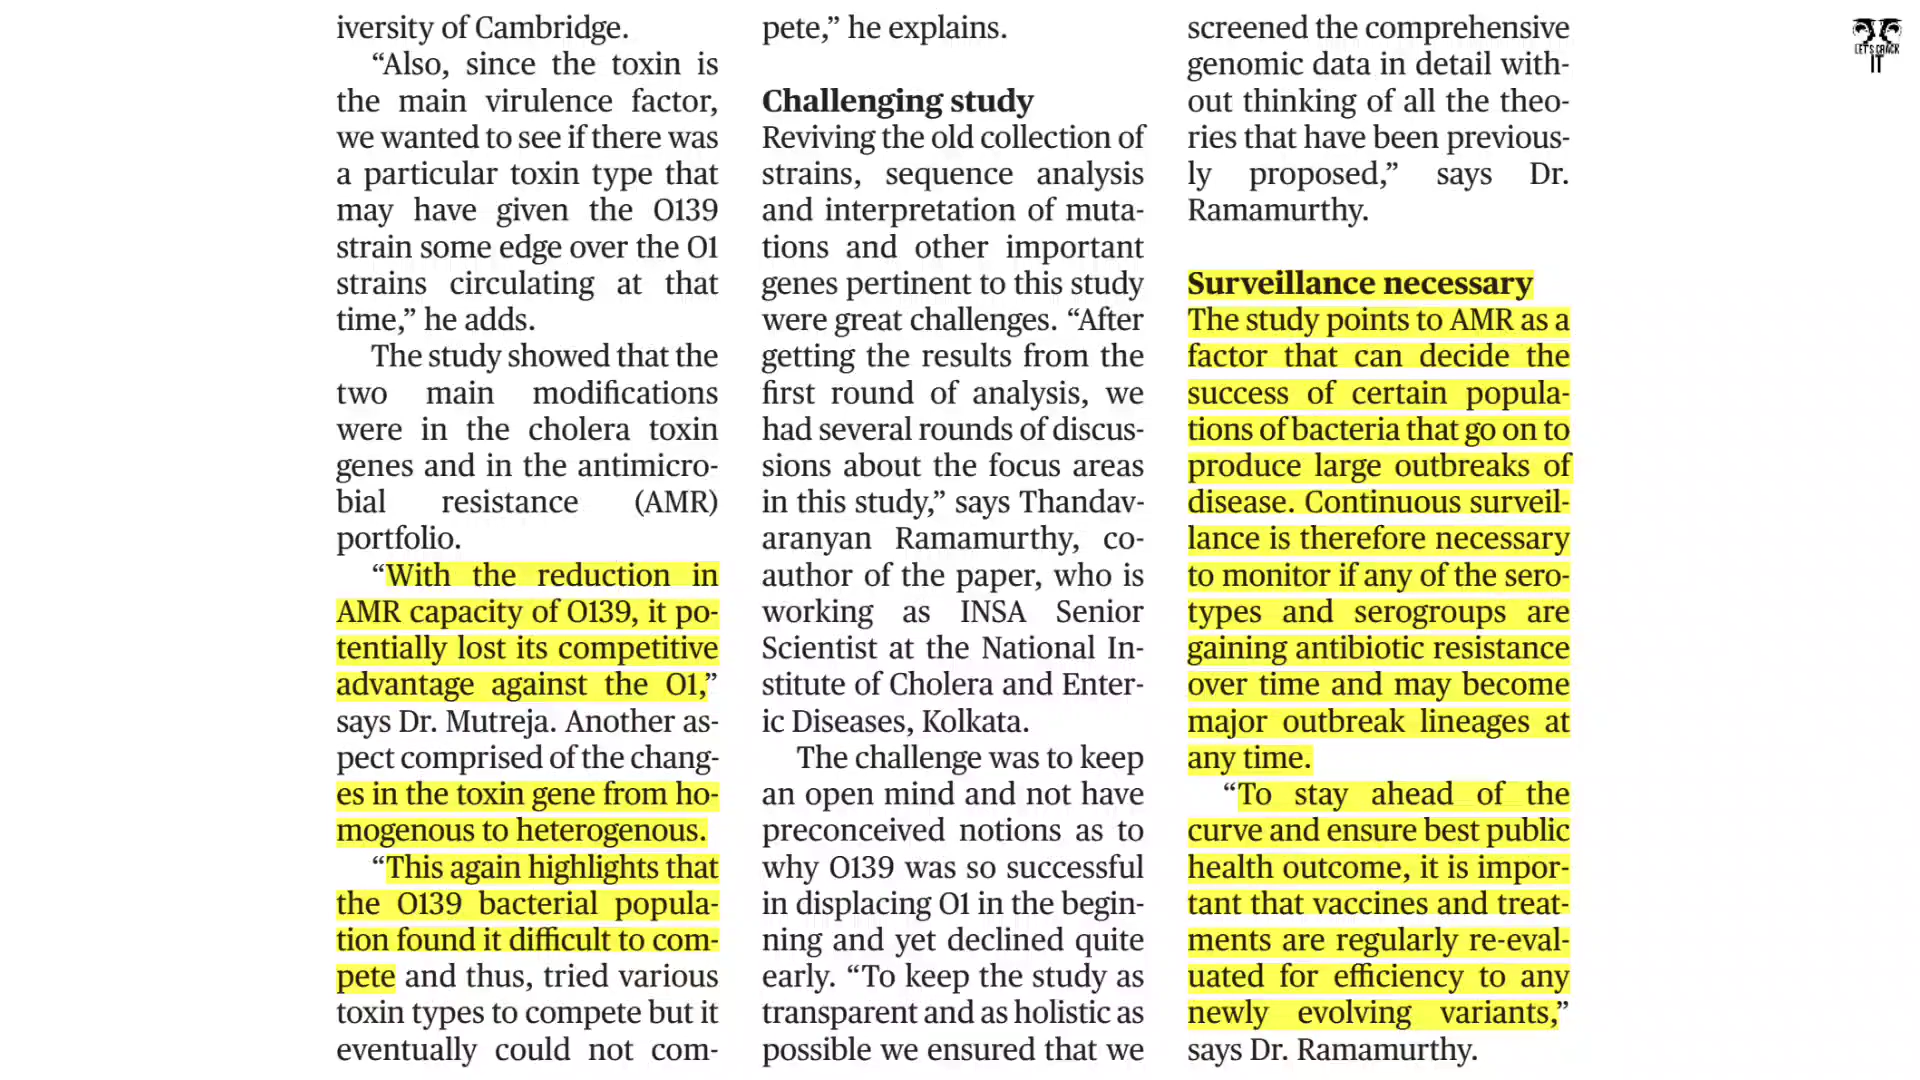 iversity of Cambridge.
“Also, since the toxin is
the main virulence factor,
we wanted to see if there was
a particular toxin type that
may have given the O139
strain some edge over the O1
strains circulating at that
time,” he adds.
The study showed that the
two main modifications
were in the cholera toxin
genes and in the antimicro-
bial resistance (AMR)
portfolio.
“With the reduction in
AMR capacity of O139, it po-
tentially lost its competitive
advantage against the O1,”
says Dr. Mutreja. Another as-
pect comprised of the chang-
es in the toxin gene from ho-
mogenous to heterogenous.
“This again highlights that
the O139 bacterial popula-
tion found it difficult to com-
pete and thus, tried various
toxin types to compete but it
eventually could not com-
pete,” he explains.
Challenging study
Reviving the old collection of
strains, sequence analysis
and interpretation of muta-
tions and other important
genes pertinent to this study
were great challenges. “After
getting the results from the
first round of analysis, we
had several rounds of discus-
sions about the focus areas
in this study,” says Thandav-
aranyan Ramamurthy, co-
author of the paper, who is
working as INSA Senior
Scientist at the National In-
stitute of Cholera and Enter-
ic Diseases, Kolkata.
The challenge was to keep
an open mind and not have
preconceived notions as to
why O139 was so successful
in displacing O1 in the begin-
ning and yet declined quite
early. “To keep the study as
transparent and as holistic as
possible we ensured that we
screened the comprehensive
genomic data in detail with-
out thinking of all the theo-
ries that have been previous-
ly proposed,” says Dr.
Ramamurthy.
Surveillance necessary
The study points to AMR as a
factor that can decide the
success of certain popula-
tions of bacteria that go on to
produce large outbreaks of
disease. Continuous surveil-
lance is therefore necessary
to monitor if any of the sero-
types and serogroups are
gaining antibiotic resistance
over time and may become
major outbreak lineages at
any time.
“To stay ahead of the
curve and ensure best public
health outcome, it is impor-
tant that vaccines and treat-
ments are regularly re-eval-
uated for efficiency to any
newly evolving variants,”
says Dr. Ramamurthy.
LET'S CRACK
IT